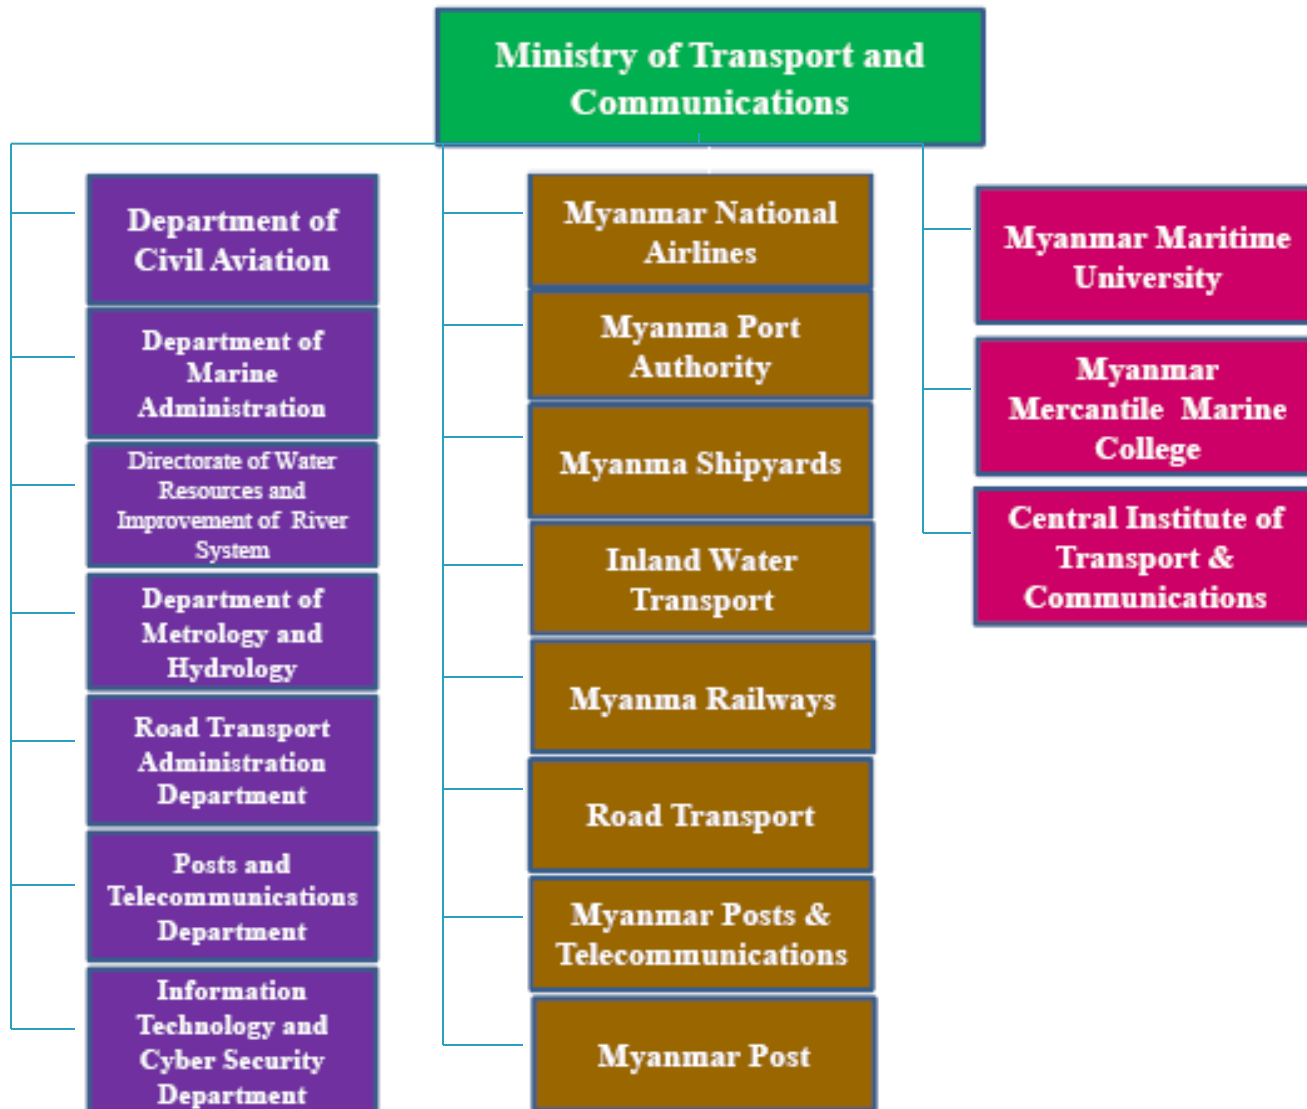 Ministry of Transport and
Communications
Department of
Civil Aviation
Department of
Marine
Administration
Directorate of Water
Resources and
Improvement of River
System
Department of
Metrology and
Hydrology
Road Transport
Administration
Department
Posts and
Telecommunications
Department
Information
Technology and
Cyber Security
Department
Myanmar National
Airlines
Myanma Port
Authority
Myanma Shipyards
Inland Water
Transport
Myanma Railways
Road Transport
Myanmar Posts &
Telecommunications
Myanmar Post
Myanmar Maritime
University
Myanmar
Mercantile Marine
College
Central Institute of
Transport &
Communications